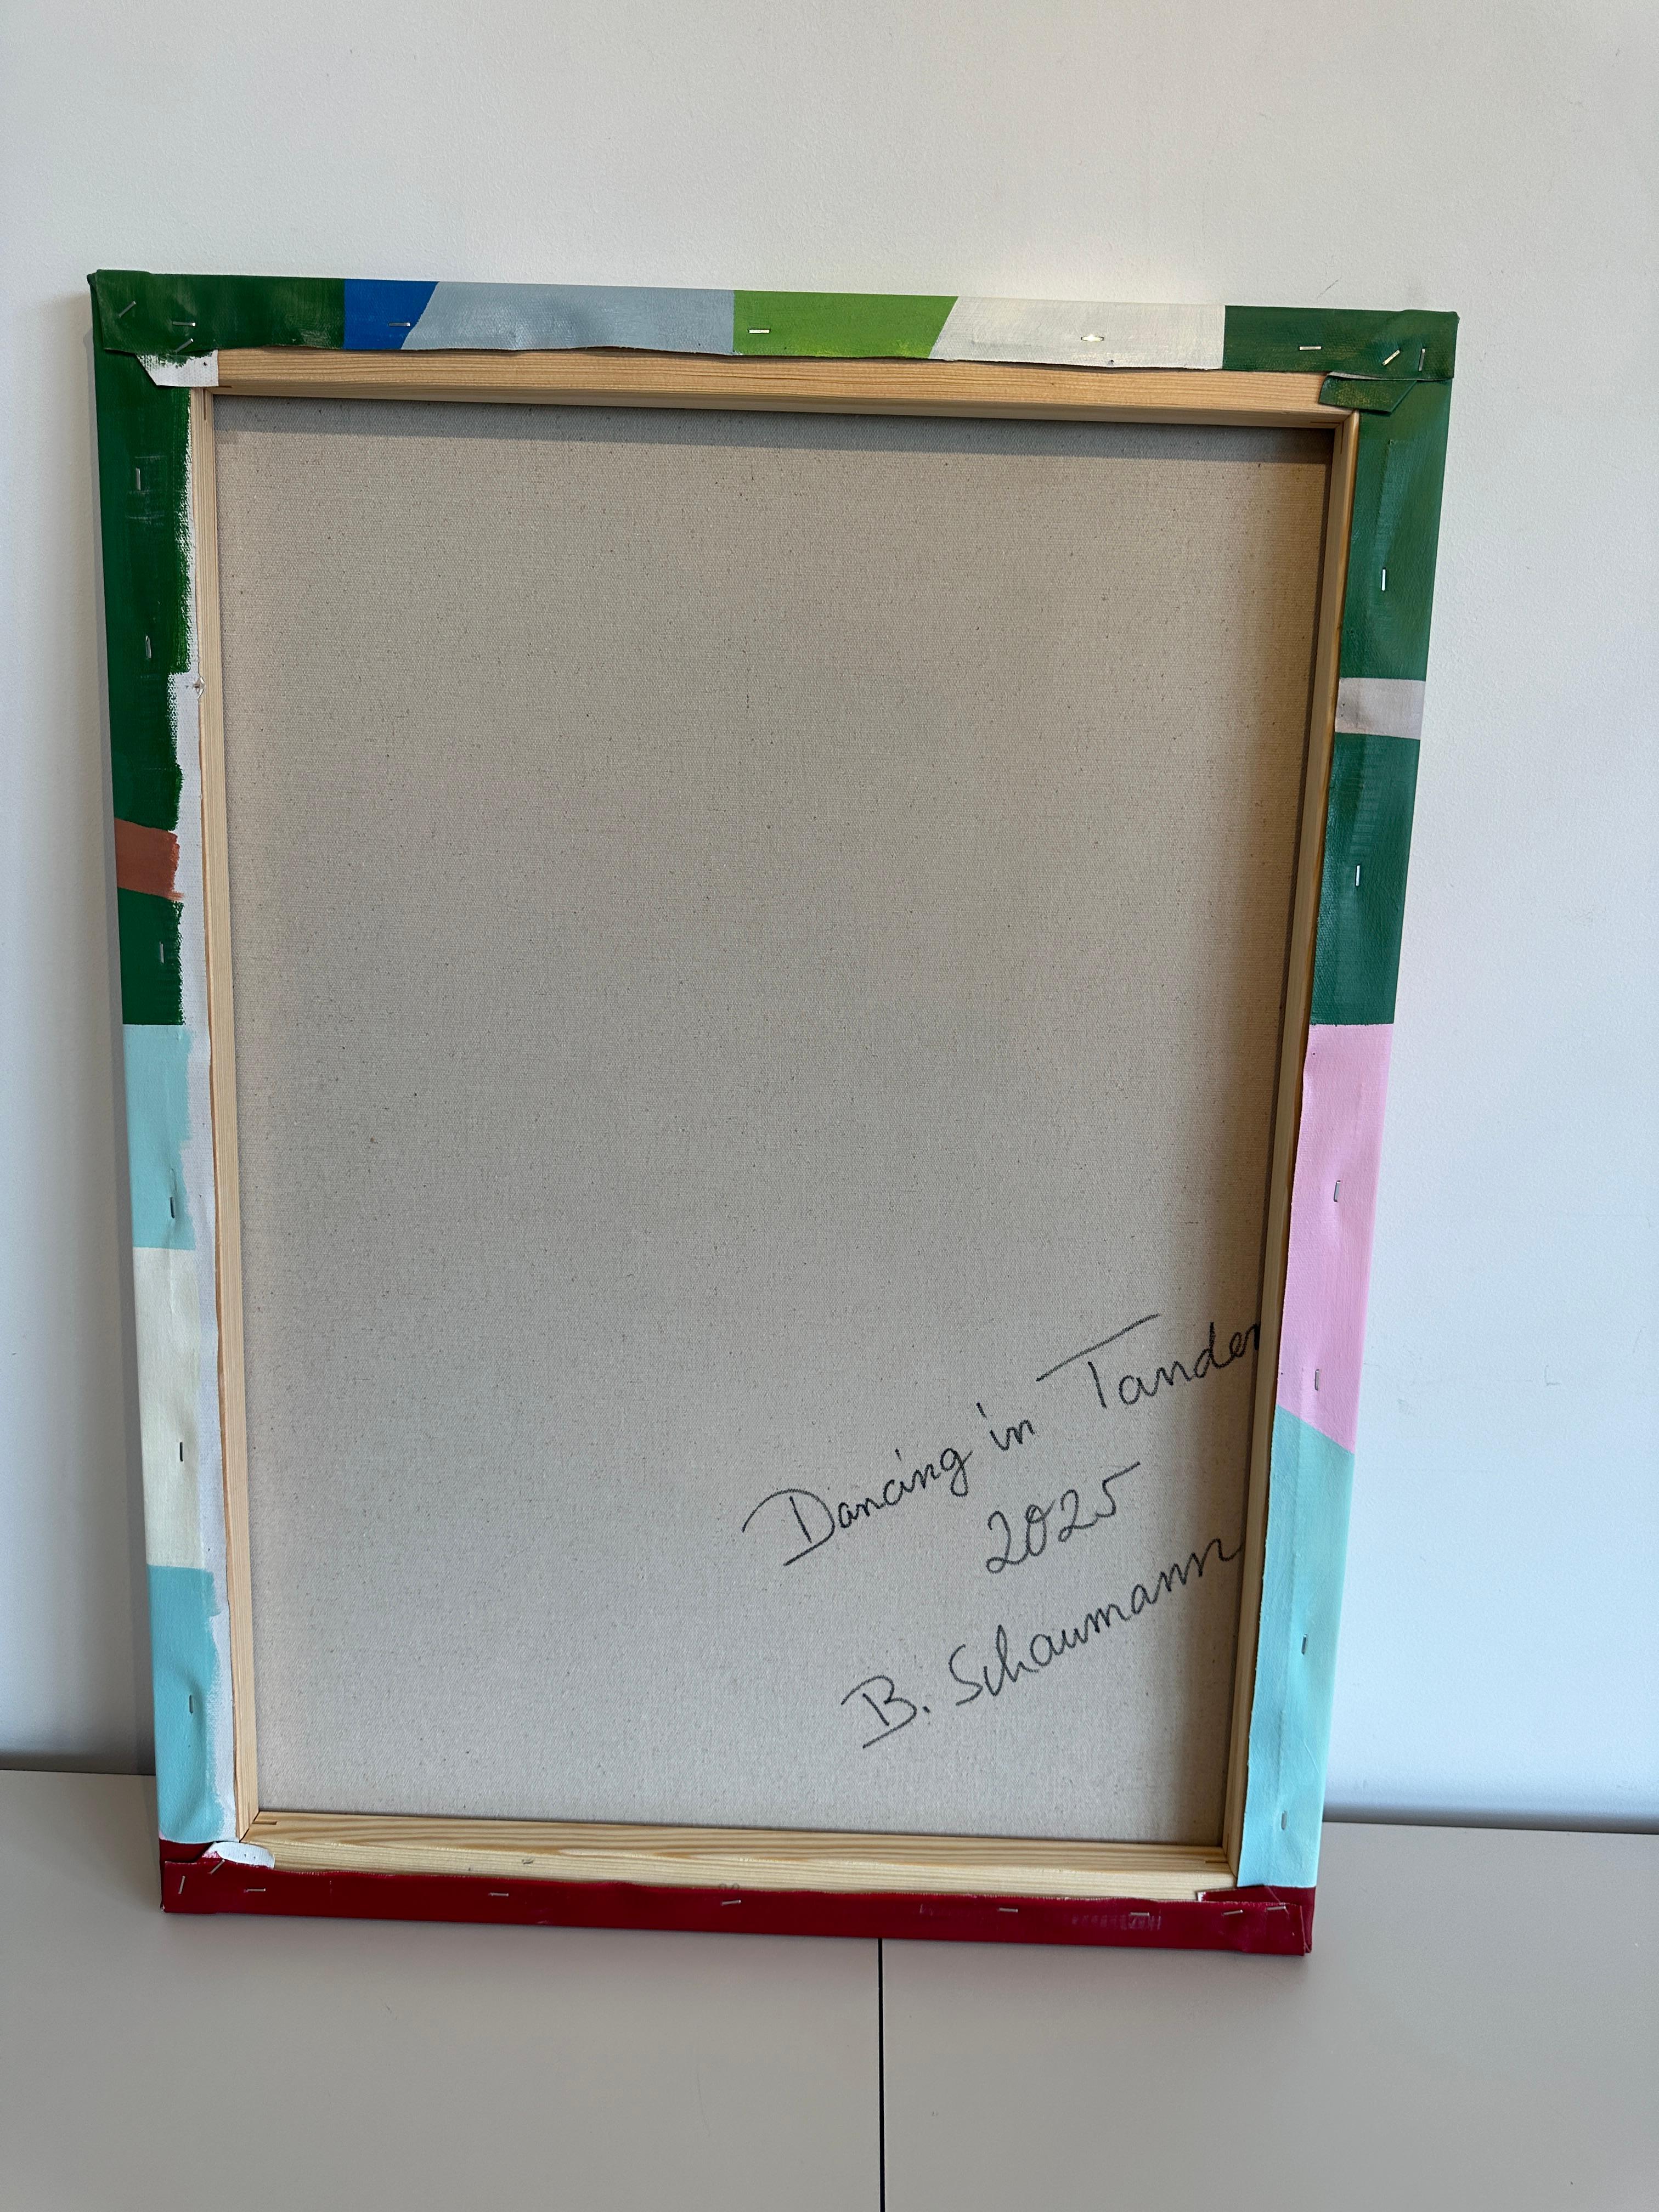 Dancing in Tandem
2025
B. Schaumann